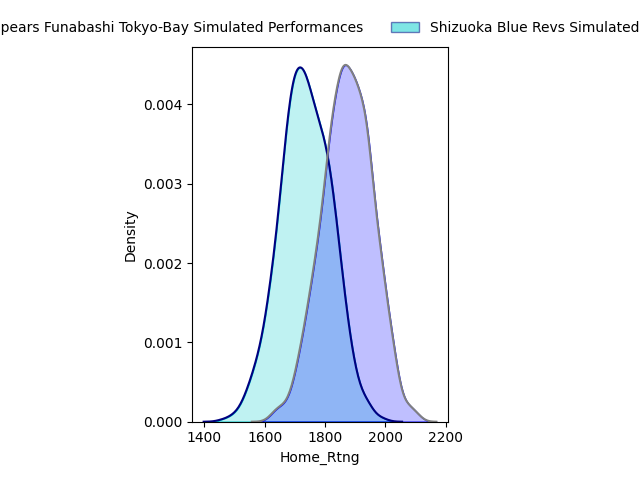 pears Funabashi Tokyo-Bay Simulated Performances Shizuoka Blue Revs Simulated
0.004
0.003
0.002
0.001
0.000
Density
1400 1600 1800 2000 2200
Home_Rtng